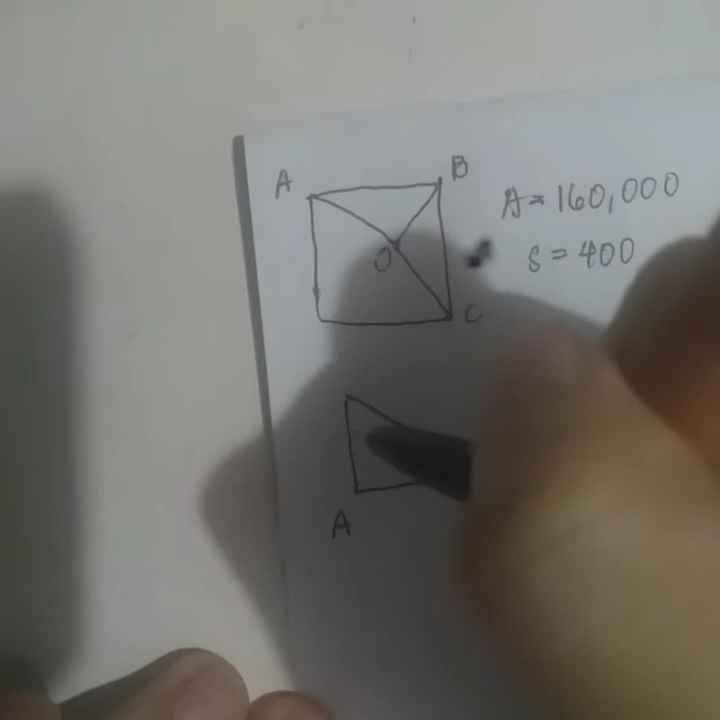 A B
A = 160,000
O
s = 400
C
A